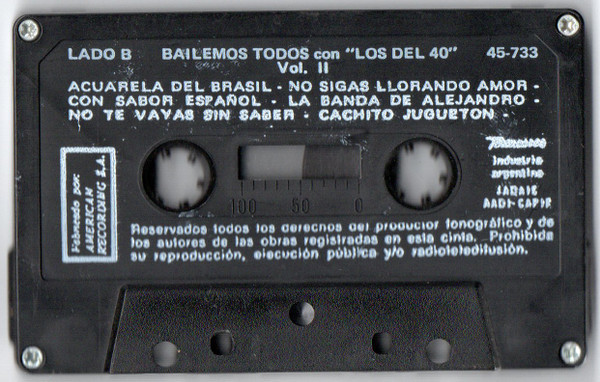 LADO B BAILEMOS TODOS con "LOS DEL 40" 45-733
Vol. II
ACUARELA DEL BRASIL - NO SIGAS LLORANDO AMOR -
CON SABOR ESPAÑOL - LA BANDA DE ALEJANDRO -
NO TE VAYAS SIN SABER - CACHITO JUGUETON
Industria
argentina
SADAIC
AADI-CAPIF
Fabricado por:
AMERICAN
RECORDING S.A.
100 50 0
Reservados todos los derechos del productor fonográfico y de
los autores de las obras registradas en esta cinta. Prohibida
su reproducción, ejecución pública y/o radioteledifusión.